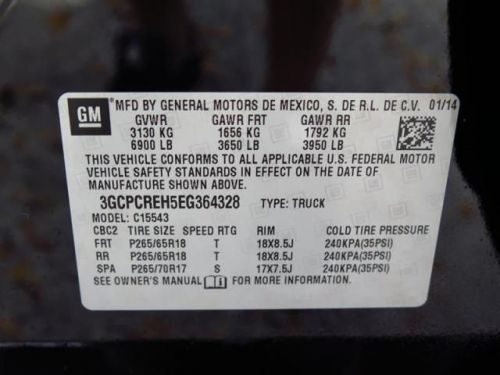 GM MFD BY GENERAL MOTORS DE MEXICO, S. DE R.L. DE C.V. 01/14
GVWR GAWR FRT GAWR RR
3130 KG 1656 KG 1792 KG
6900 LB 3650 LB 3950 LB
THIS VEHICLE CONFORMS TO ALL APPLICABLE U.S. FEDERAL MOTOR
VEHICLE SAFETY STANDARDS IN EFFECT ON THE DATE OF
MANUFACTURE SHOWN ABOVE.
3GCPCREH5EG364328 TYPE: TRUCK
MODEL: C15543
CBC2 TIRE SIZE SPEED RTG RIM COLD TIRE PRESSURE
FRT P265/65R18 T 18X8.5J 240KPA(35PSI)
RR P265/65R18 T 18X8.5J 240KPA(35PSI)
SPA P265/70R17 S 17X7.5J 240KPA(35PSI)
SEE OWNER'S MANUAL FOR MORE INFORMATION.